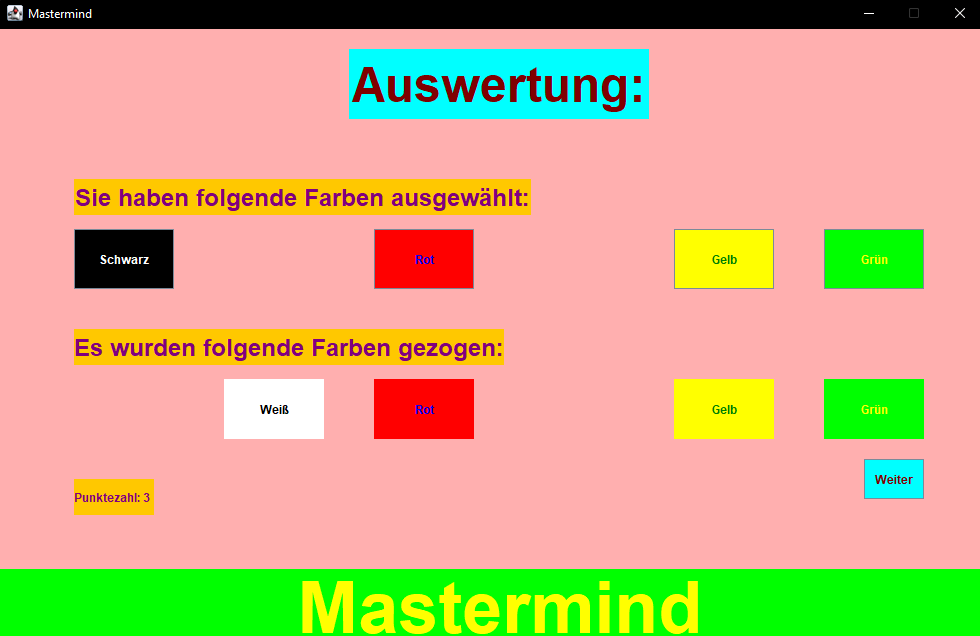 Mastermind
Auswertung:
Sie haben folgende Farben ausgewählt:
Schwarz Rot Gelb Grün
Es wurden folgende Farben gezogen:
Weiß Rot Gelb Grün
Weiter
Punktezahl: 3
Mastermind